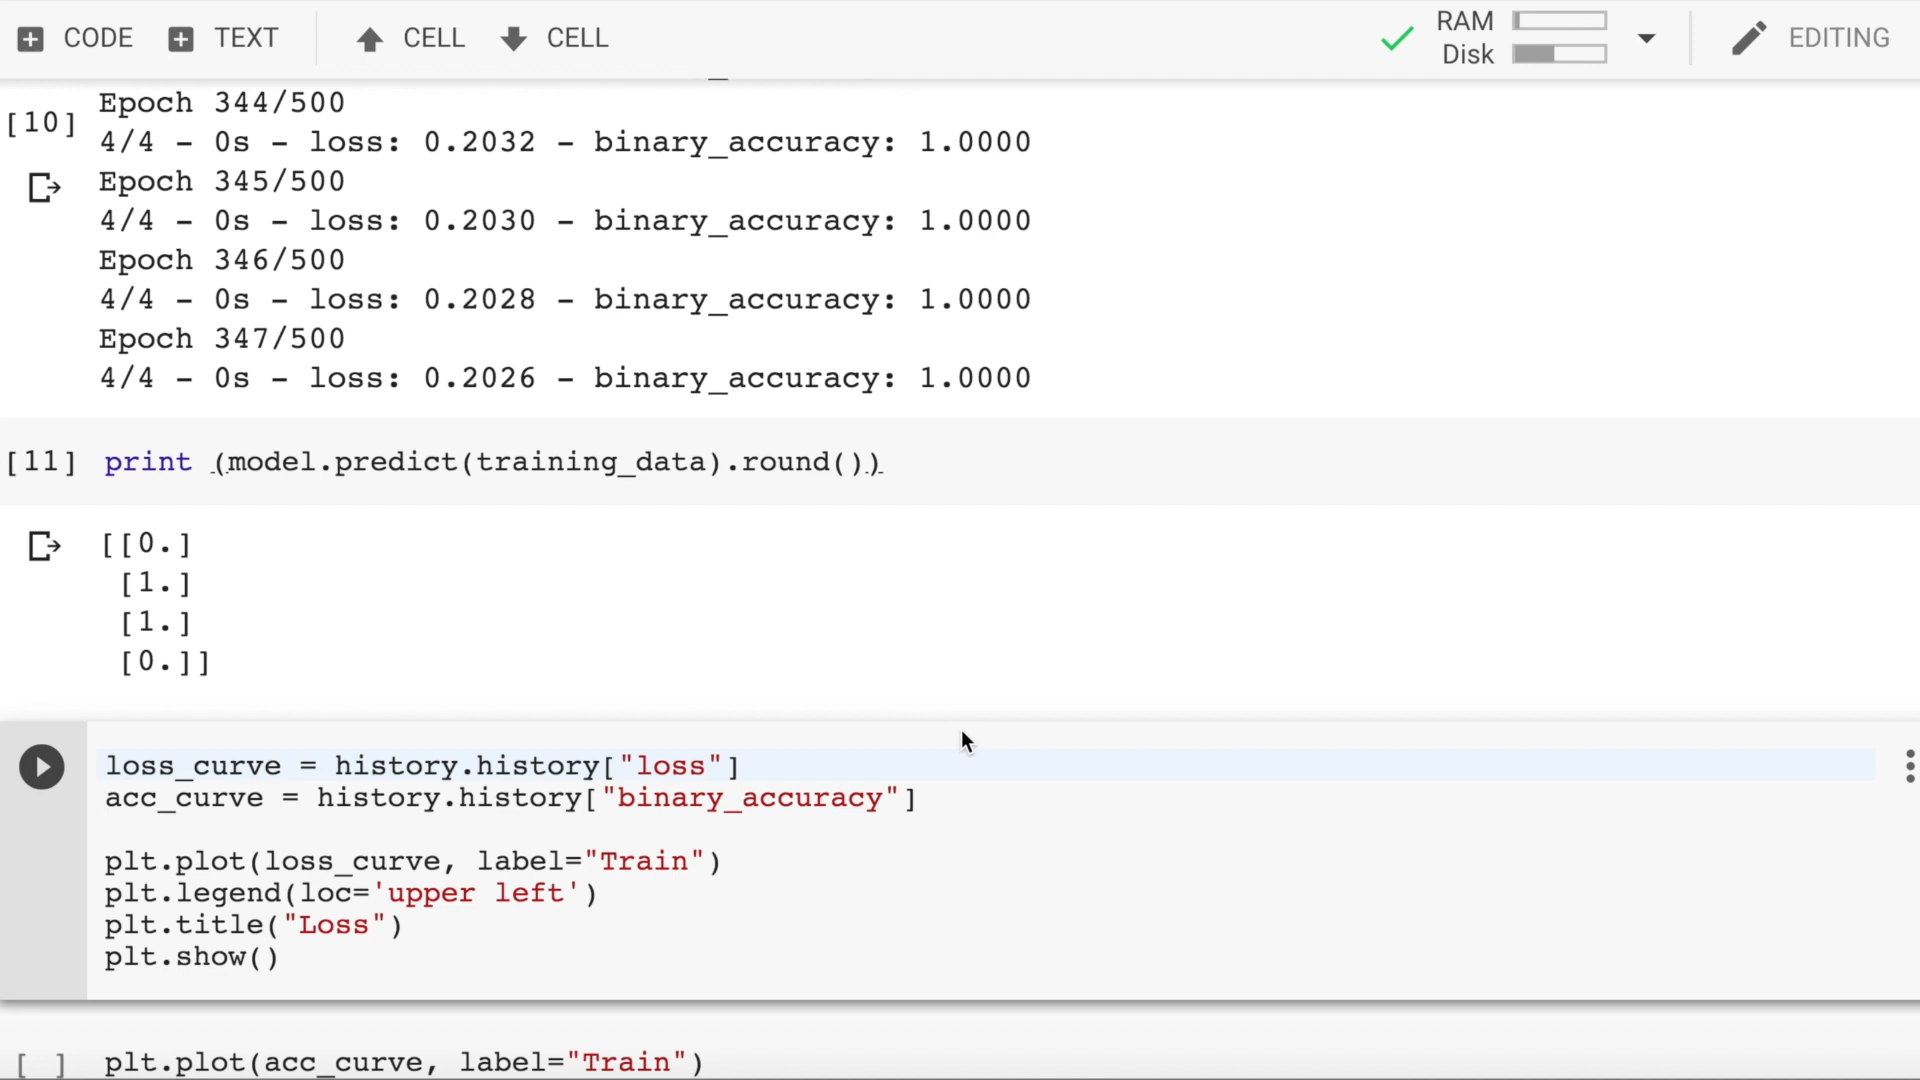 CODE TEXT CELL CELL RAM Disk EDITING
Epoch 344/500
[10] 4/4 - 0s - loss: 0.2032 - binary_accuracy: 1.0000
Epoch 345/500
4/4 - 0s - loss: 0.2030 - binary_accuracy: 1.0000
Epoch 346/500
4/4 - 0s - loss: 0.2028 - binary_accuracy: 1.0000
Epoch 347/500
4/4 - 0s - loss: 0.2026 - binary_accuracy: 1.0000
[11] print (model.predict(training_data).round())
[[0.]
[1.]
[1.]
[0.]]
loss_curve = history.history["loss"]
acc_curve = history.history["binary_accuracy"]
plt.plot(loss_curve, label="Train")
plt.legend(loc='upper left')
plt.title("Loss")
plt.show()
[ ] plt.plot(acc_curve, label="Train")